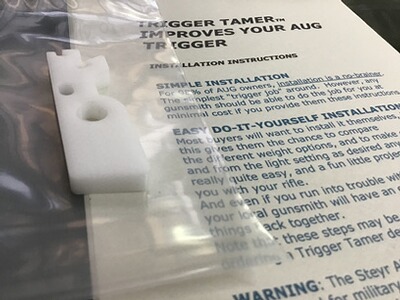 TRIGGER TAMER™
IMPROVES YOUR AUG
TRIGGER
INSTALLATION INSTRUCTIONS
SIMPLE INSTALLATION
For 95% of AUG owners, installation is a no-brainer.
The simplest "trigger job" around. However, any
gunsmith should be able to do the job for you at
minimal cost if you provide them these instructions
EASY DO-IT-YOURSELF INSTALLATION
Most buyers will want to install it themselves,
this gives them the chance to compare
the different weight options, and to make
and from the light setting as desired any
really quite easy, and a fun little project
you with your rifle.
And even if you run into trouble with
your local gunsmith will have an
things back together.
Note that these steps may be
ordering Trigger Tamer
WARNING: The Steyr
for military